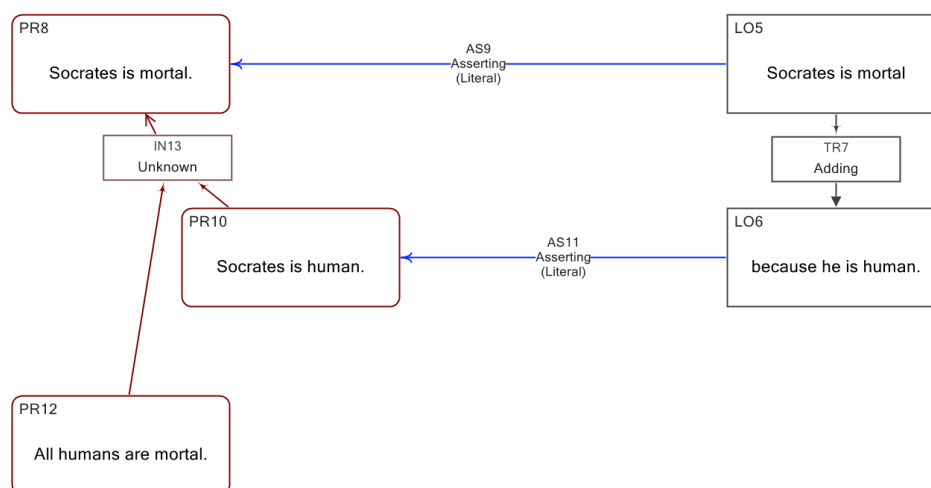 PR8
Socrates is mortal.
AS9
Asserting
(Literal)
LO5
Socrates is mortal
IN13
Unknown
TR7
Adding
PR10
Socrates is human.
AS11
Asserting
(Literal)
LO6
because he is human.
PR12
All humans are mortal.